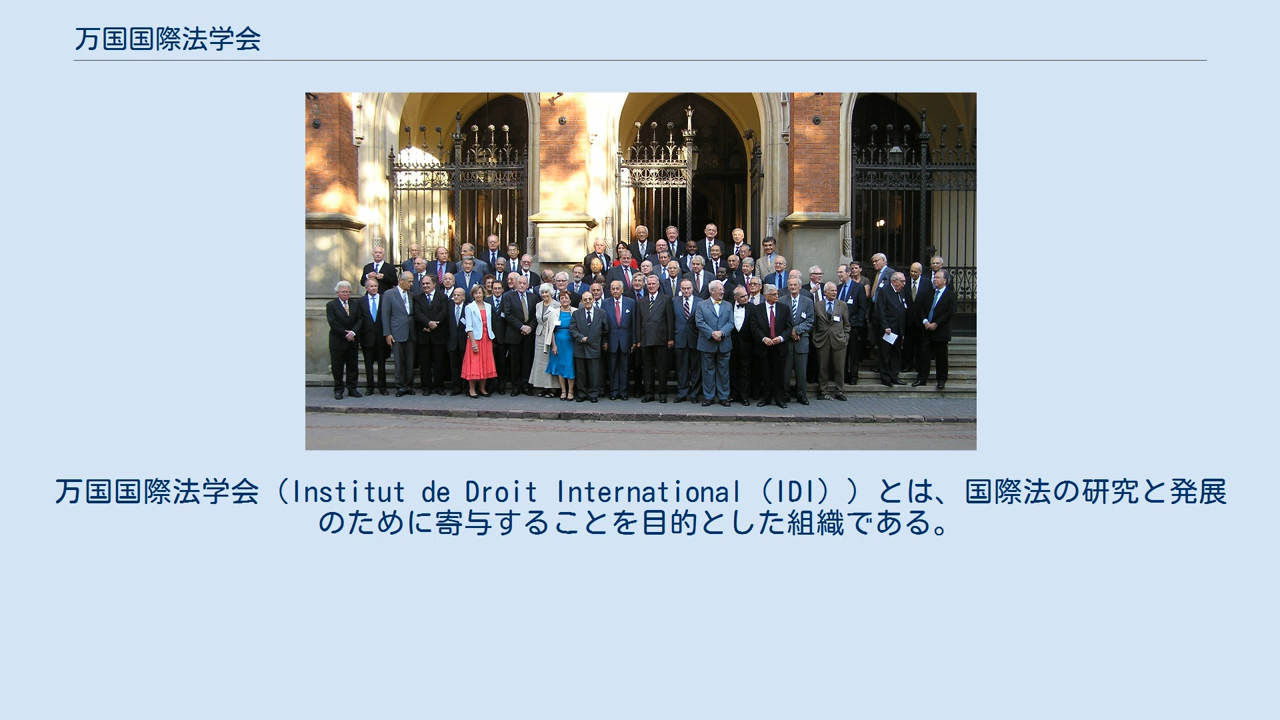 万国国際法学会
万国国際法学会（Institut de Droit International（IDI））とは、国際法の研究と発展
のために寄与することを目的とした組織である。